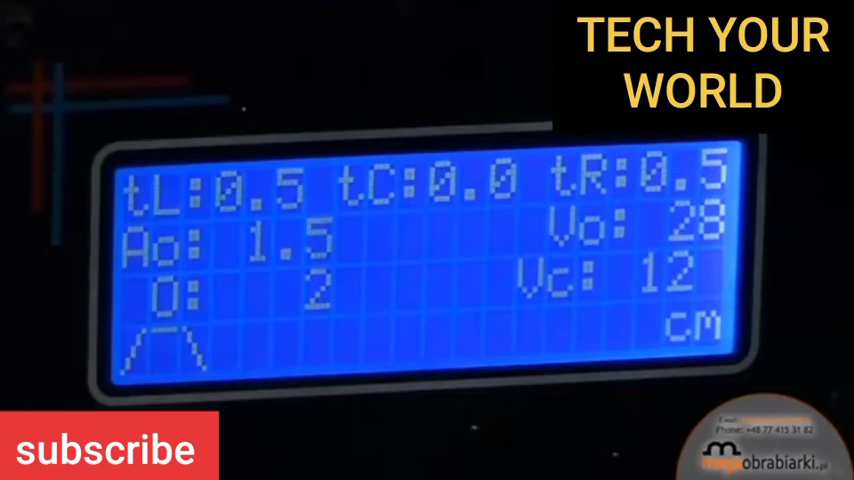 TECH YOUR
WORLD
tL:0.5 tC:0.0 tR:0.5
Ao: 1.5 Vo: 28
O: 2 Vc: 12
cm
subscribe
Phone: +48 77 415 31 82
megaobrabiarki.pl